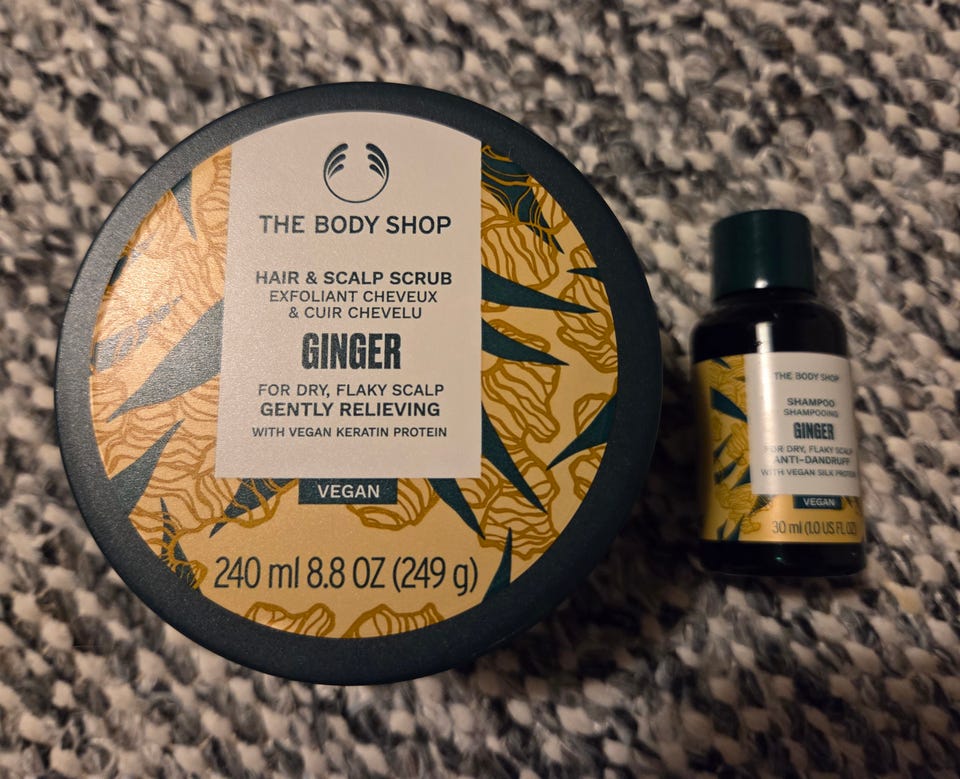 THE BODY SHOP
HAIR & SCALP SCRUB
EXFOLIANT CHEVEUX
& CUIR CHEVELU
GINGER
FOR DRY, FLAKY SCALP
GENTLY RELIEVING
WITH VEGAN KERATIN PROTEIN
VEGAN
240 ml 8.8 OZ (249 g)
THE BODY SHOP
SHAMPOO
SHAMPOOING
GINGER
FOR DRY, FLAKY SCALP
ANTI-DANDRUFF
WITH VEGAN SILK PROTEIN
VEGAN
30 ml (1.0 US FL OZ)